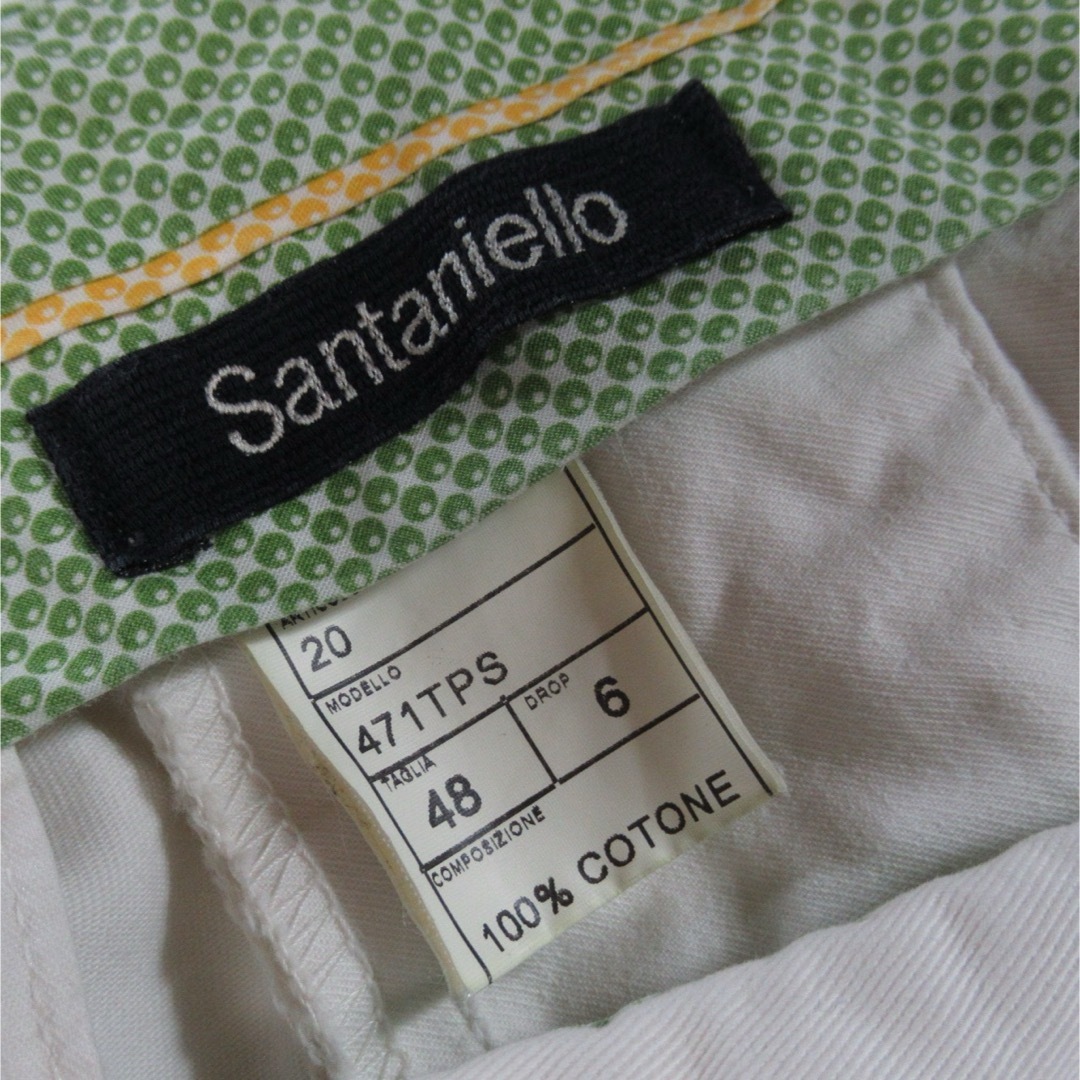 Santaniello
20
MODELLO
471TPS
TAGLIA
48
DROP
6
COMPOSIZIONE
100% COTONE